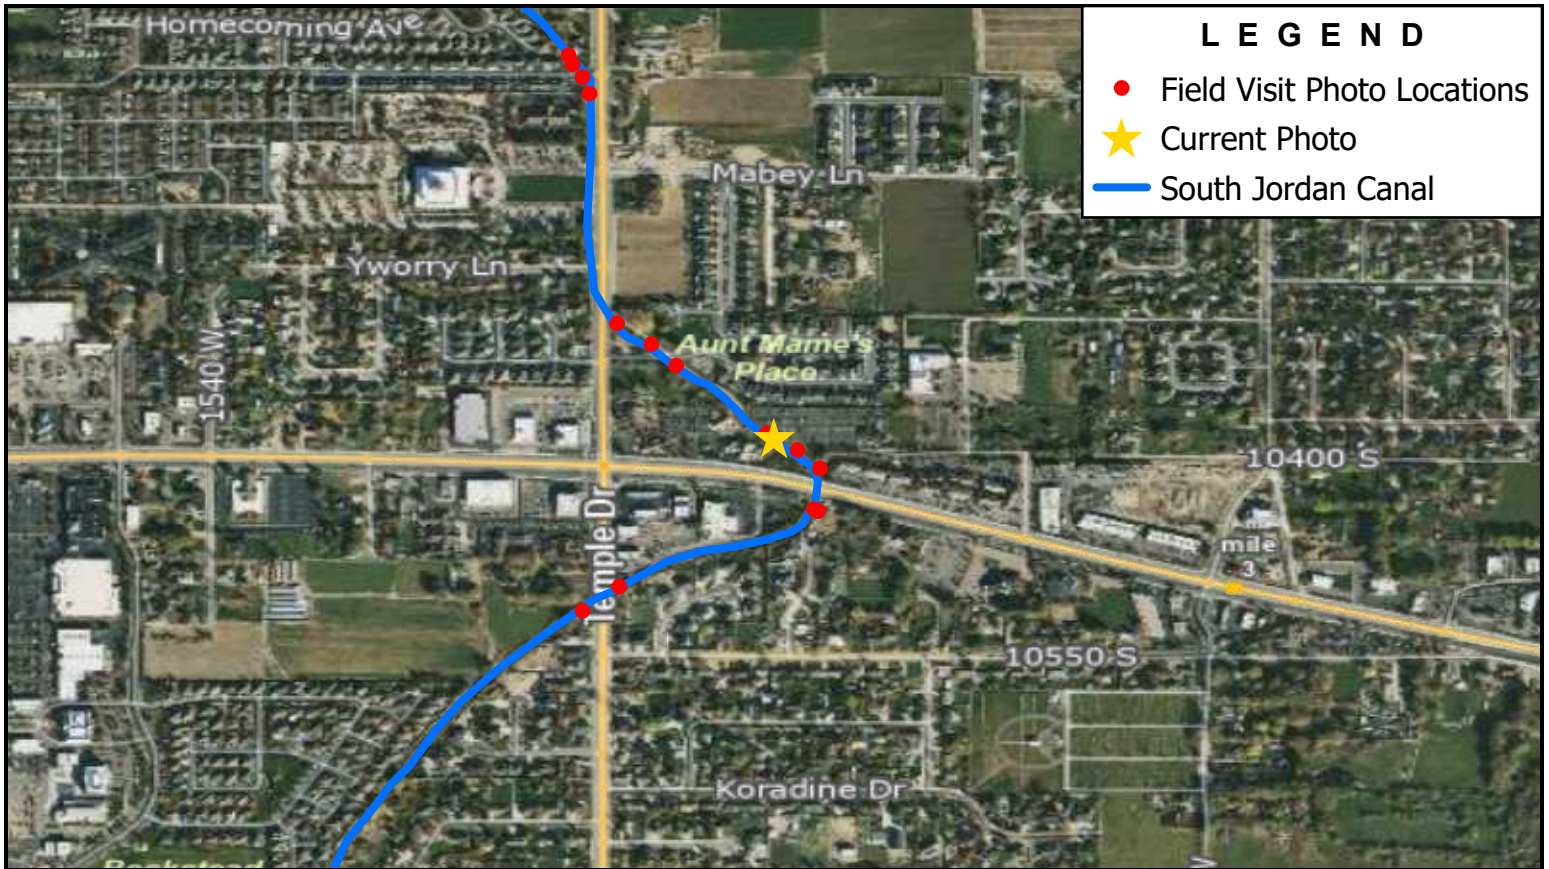 Homecoming Ave
L E G E N D
Field Visit Photo Locations
Current Photo
South Jordan Canal
Mabey Ln
Yworry Ln
1540 W
Aunt Mame's
Place
10400 S
Temple Dr
mile
3
10550 S
Koradine Dr